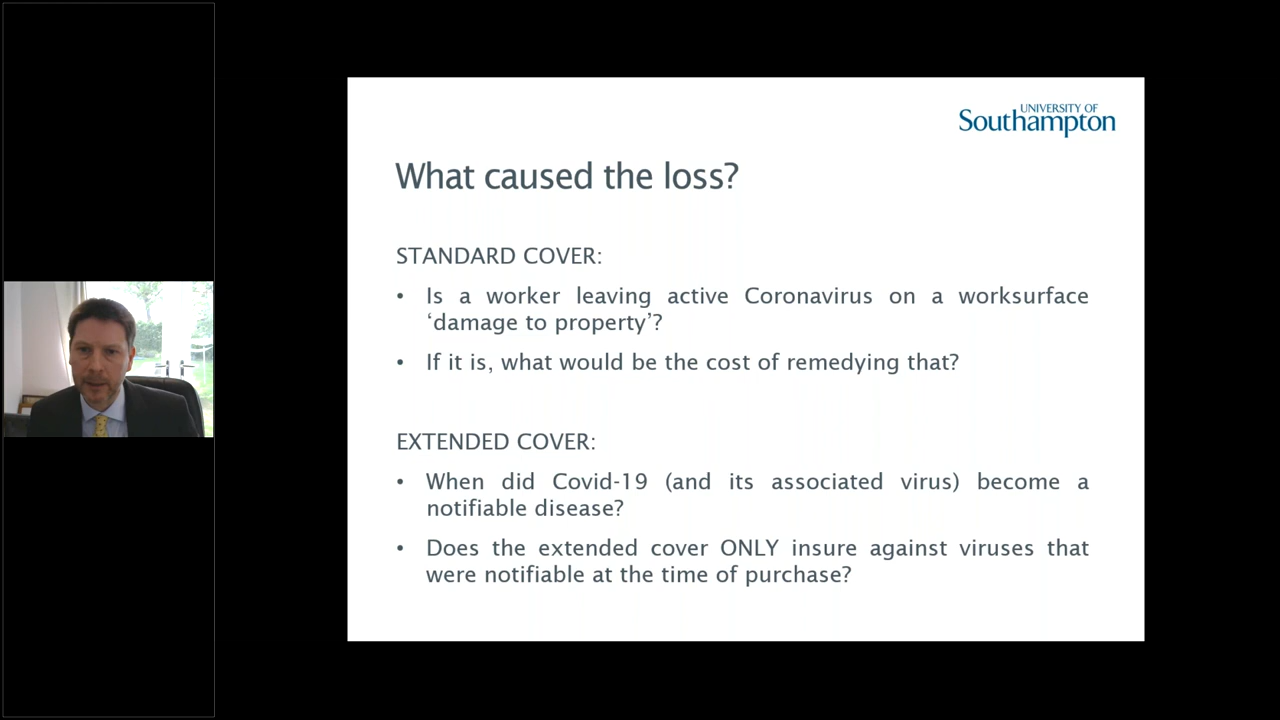 UNIVERSITY OF
Southampton
What caused the loss?
STANDARD COVER:
• Is a worker leaving active Coronavirus on a worksurface
‘damage to property’?
• If it is, what would be the cost of remedying that?
EXTENDED COVER:
• When did Covid-19 (and its associated virus) become a
notifiable disease?
• Does the extended cover ONLY insure against viruses that
were notifiable at the time of purchase?